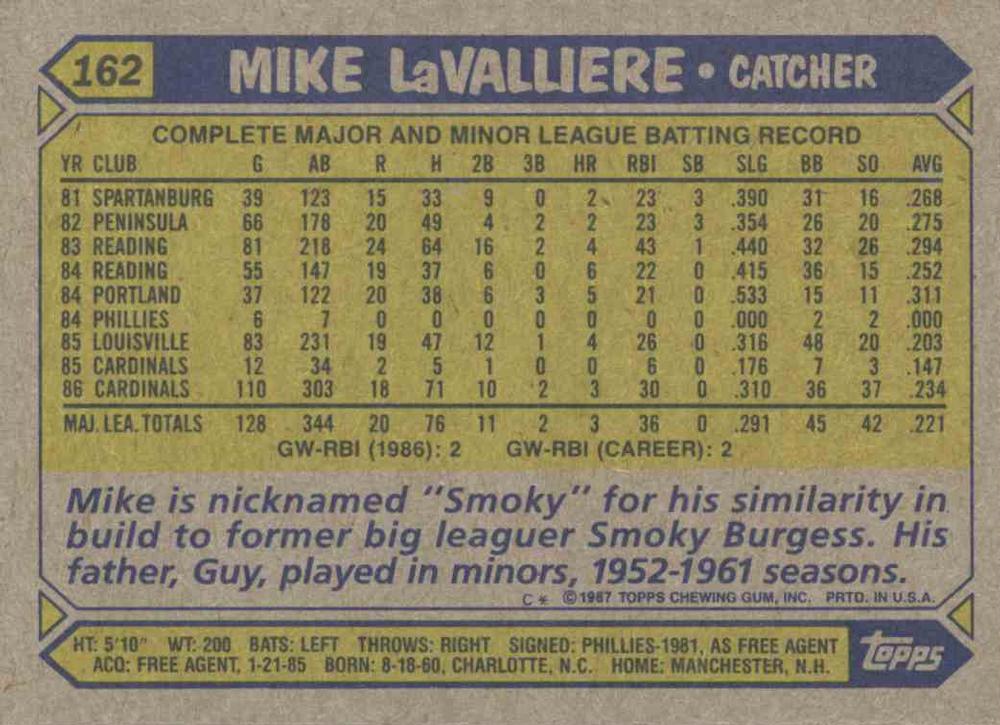 162 MIKE LaVALLIERE • CATCHER
COMPLETE MAJOR AND MINOR LEAGUE BATTING RECORD
YR CLUB G AB R H 2B 3B HR RBI SB SLG BB SO AVG
81 SPARTANBURG 39 123 15 33 9 0 2 23 3 .390 31 16 .268
82 PENINSULA 66 178 20 49 4 2 2 23 3 .354 26 20 .275
83 READING 81 218 24 64 16 2 4 43 1 .440 32 26 .294
84 READING 55 147 19 37 6 0 6 22 0 .415 36 15 .252
84 PORTLAND 37 122 20 38 6 3 5 21 0 .533 15 11 .311
84 PHILLIES 6 7 0 0 0 0 0 0 0 .000 2 2 .000
85 LOUISVILLE 83 231 19 47 12 1 4 26 0 .316 48 20 .203
85 CARDINALS 12 34 2 5 1 0 0 6 0 .176 7 3 .147
86 CARDINALS 110 303 18 71 10 2 3 30 0 .310 36 37 .234
MAJ. LEA. TOTALS 128 344 20 76 11 2 3 36 0 .291 45 42 .221
GW-RBI (1986): 2 GW-RBI (CAREER): 2
Mike is nicknamed "Smoky" for his similarity in
build to former big leaguer Smoky Burgess. His
father, Guy, played in minors, 1952-1961 seasons.
C * © 1987 TOPPS CHEWING GUM, INC. PRTD. IN U.S.A.
HT: 5'10" WT: 200 BATS: LEFT THROWS: RIGHT SIGNED: PHILLIES-1981, AS FREE AGENT
ACQ: FREE AGENT, 1-21-85 BORN: 8-18-60, CHARLOTTE, N.C. HOME: MANCHESTER, N.H.
topps